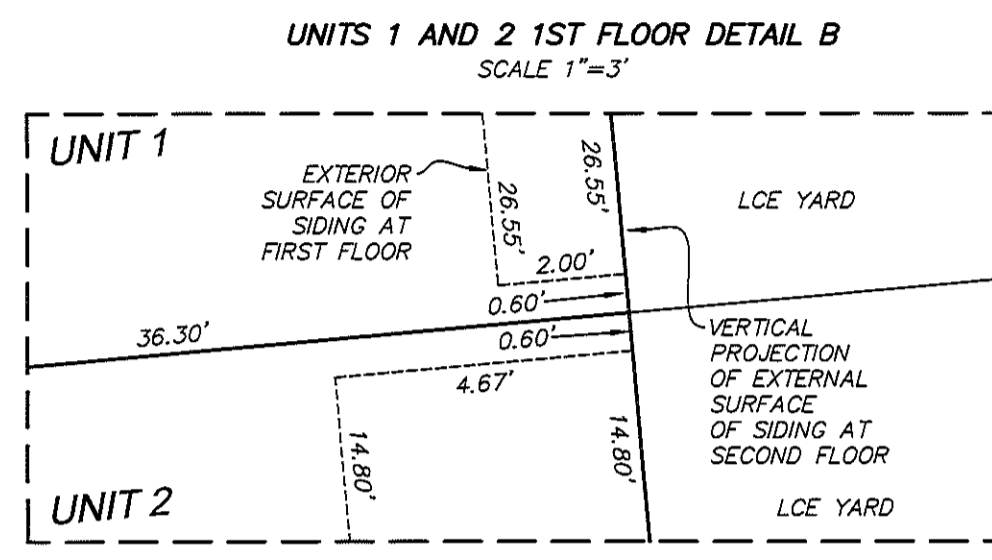 UNITS 1 AND 2 1ST FLOOR DETAIL B
SCALE 1"=3'
UNIT 1
EXTERIOR
SURFACE OF
SIDING AT
FIRST FLOOR
26.55'
26.55'
LCE YARD
2.00'
0.60'
36.30'
0.60'
4.67'
VERTICAL
PROJECTION
OF EXTERNAL
SURFACE
OF SIDING AT
SECOND FLOOR
14.80'
14.80'
UNIT 2
LCE YARD